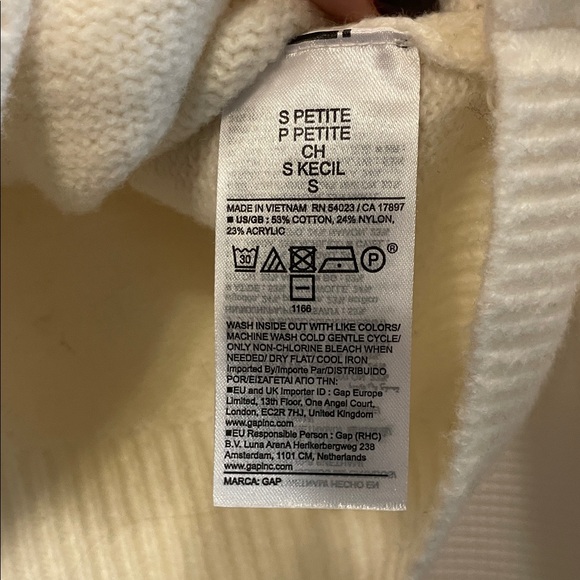 S PETITE
P PETITE
CH
S KECIL
S
MADE IN VIETNAM RN 54023 / CA 17897
■ US/GB : 53% COTTON, 24% NYLON,
23% ACRYLIC
30 P ®
1166
WASH INSIDE OUT WITH LIKE COLORS/
MACHINE WASH COLD GENTLE CYCLE/
ONLY NON-CHLORINE BLEACH WHEN
NEEDED/ DRY FLAT/ COOL IRON
Imported By/Importe Par/DISTRIBUIDO
POR/ΕΙΣΑΓΕΤΑΙ ΑΠΟ ΤΗΝ:
■EU and UK Importer ID : Gap Europe
Limited, 13th Floor, One Angel Court,
London, EC2R 7HJ, United Kingdom
www.gapinc.com
■EU Responsible Person : Gap (RHC)
B.V. Luna ArenA Herikerbergweg 238
Amsterdam, 1101 CM, Netherlands
www.gapinc.com
MARCA: GAP